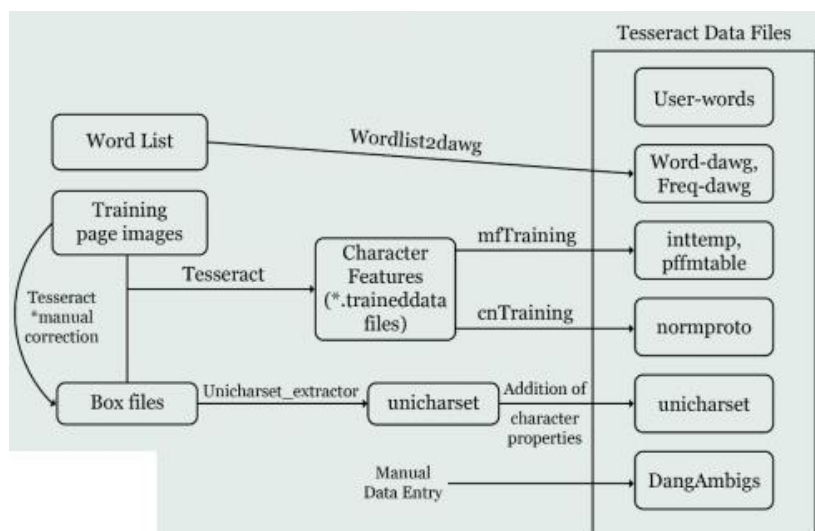 Tesseract Data Files
User-words
Word List
Wordlist2dawg
Word-dawg,
Freq-dawg
Training
page images
Tesseract
*manual
correction
Tesseract
Character
Features
(*.traineddata
files)
mfTraining
inttemp,
pffmtable
cnTraining
normproto
Box files
Unicharset_extractor
unicharset
Addition of
character
properties
unicharset
Manual
Data Entry
DangAmbigs